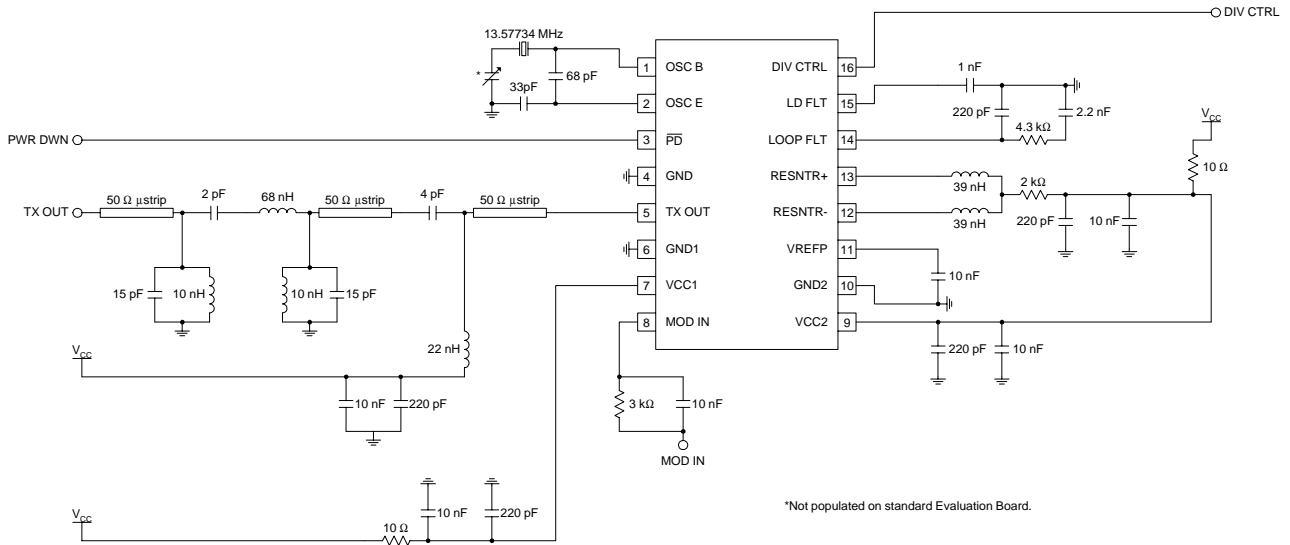 DIV CTRL
13.57734 MHz
*
68 pF
33pF
1 OSC B
DIV CTRL 16
2 OSC E
LD FLT 15
3 PD
LOOP FLT 14
4 GND
RESNTR+ 13
5 TX OUT
RESNTR- 12
6 GND1
VREFP 11
7 VCC1
GND2 10
8 MOD IN
VCC2 9
1 nF
220 pF
2.2 nF
4.3 kΩ
VCC
10 Ω
39 nH
2 kΩ
39 nH
220 pF
10 nF
10 nF
220 pF
10 nF
PWR DWN
TX OUT
50 Ω µstrip
2 pF
68 nH
50 Ω µstrip
4 pF
50 Ω µstrip
15 pF
10 nH
10 nH
15 pF
22 nH
VCC
10 nF
220 pF
3 kΩ
10 nF
MOD IN
VCC
10 Ω
10 nF
220 pF
*Not populated on standard Evaluation Board.